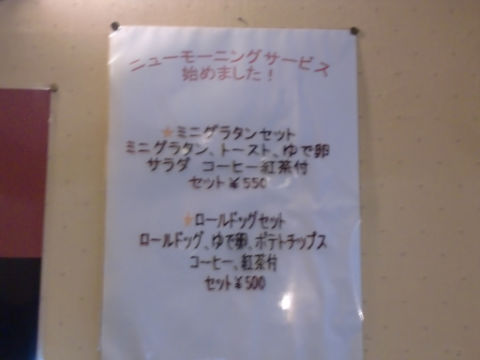 ニューモーニングサービス
始めました！
★ミニグラタンセット
ミニグラタン、トースト、ゆで卵
サラダ コーヒー紅茶付
セット¥550
★ロールドッグセット
ロールドッグ、ゆで卵、ポテトチップス
コーヒー、紅茶付
セット¥500